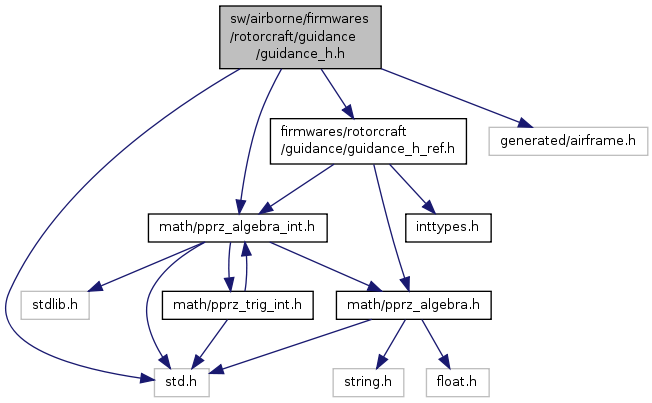 sw/airborne/firmwares
/rotorcraft/guidance
/guidance_h.h
firmwares/rotorcraft
/guidance/guidance_h_ref.h
generated/airframe.h
math/pprz_algebra_int.h
inttypes.h
stdlib.h
math/pprz_trig_int.h
math/pprz_algebra.h
std.h
string.h
float.h